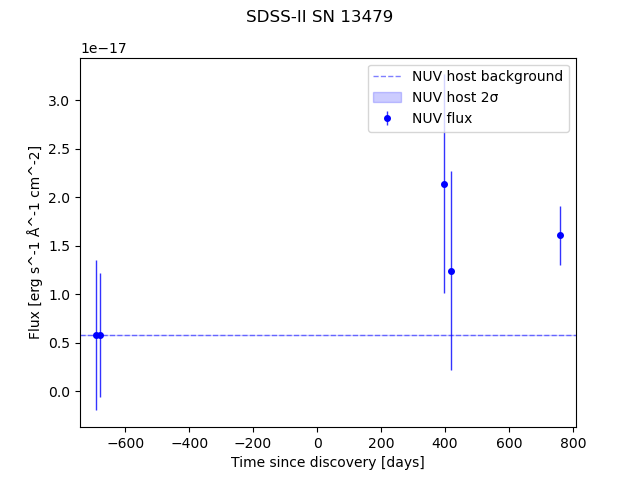 SDSS-II SN 13479
1e−17
NUV host background
NUV host 2σ
NUV flux
3.0
2.5
2.0
1.5
1.0
0.5
0.0
Flux [erg s^-1 Å^-1 cm^-2]
−600 −400 −200 0 200 400 600 800
Time since discovery [days]